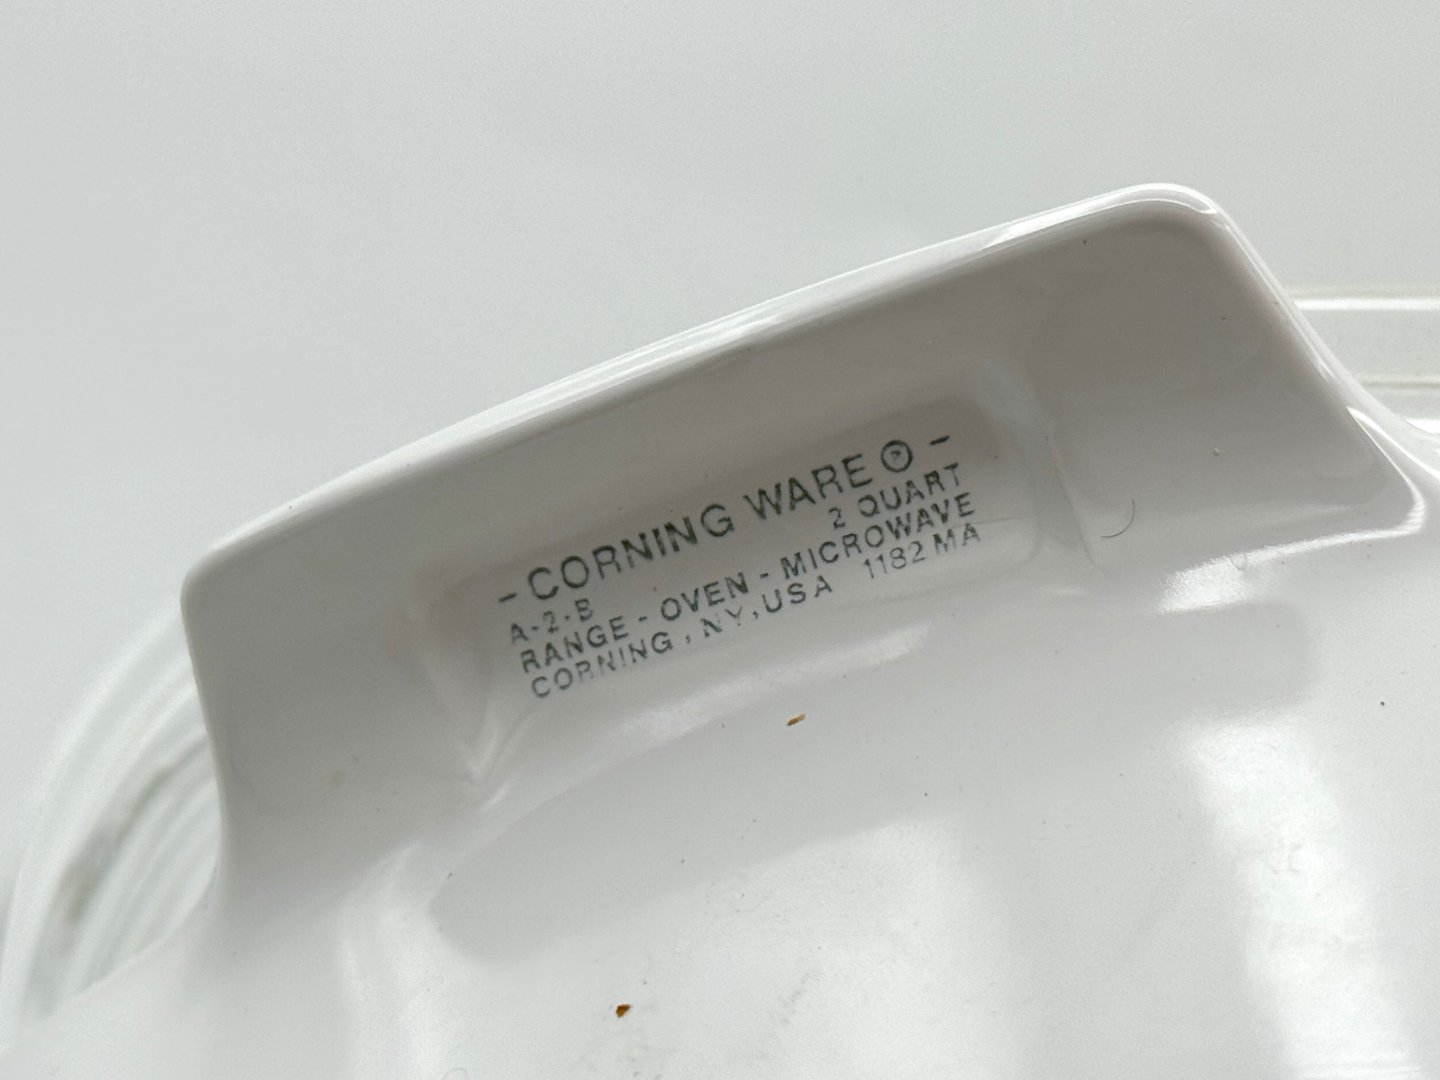 - CORNING WARE ® -
A-2-B 2 QUART
RANGE - OVEN - MICROWAVE
CORNING, NY, USA 1182 MA